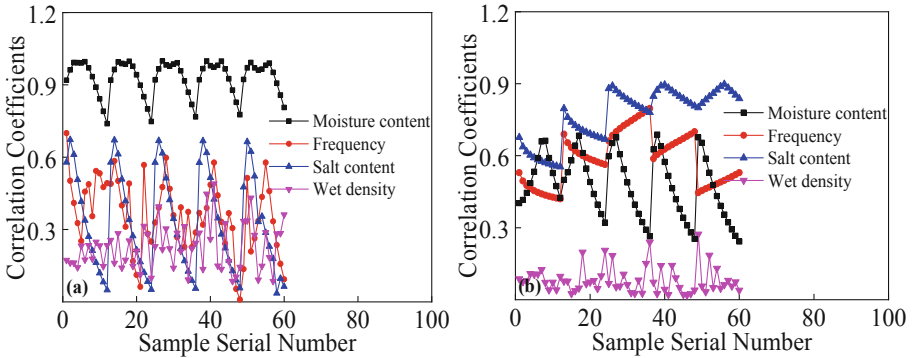 1.2
0.9
0.6
0.3
Correlation Coefficients
Moisture content
Frequency
Salt content
Wet density
(a)
0 20 40 60 80 100
Sample Serial Number
1.2
0.9
0.6
0.3
0.0
Correlation Coefficients
Moisture content
Frequency
Salt content
Wet density
(b)
0 20 40 60 80 100
Sample Serial Number